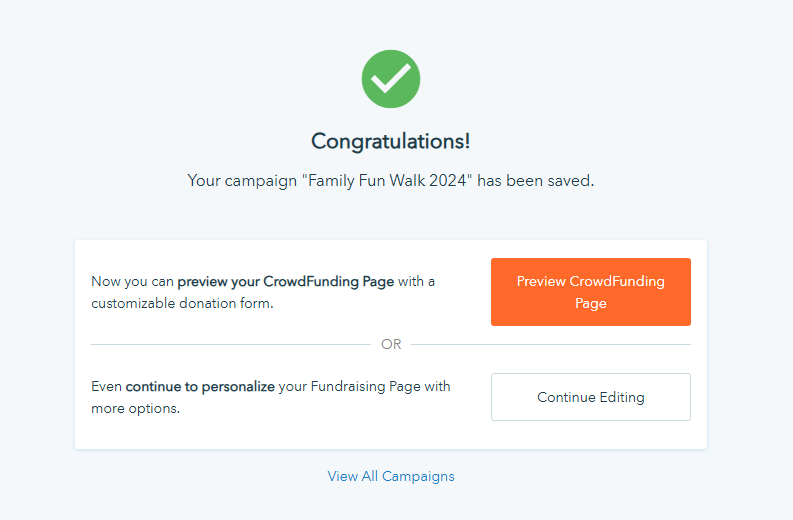 Congratulations!
Your campaign "Family Fun Walk 2024" has been saved.
Now you can preview your CrowdFunding Page with a
customizable donation form.
Preview CrowdFunding
Page
OR
Even continue to personalize your Fundraising Page with
more options.
Continue Editing
View All Campaigns